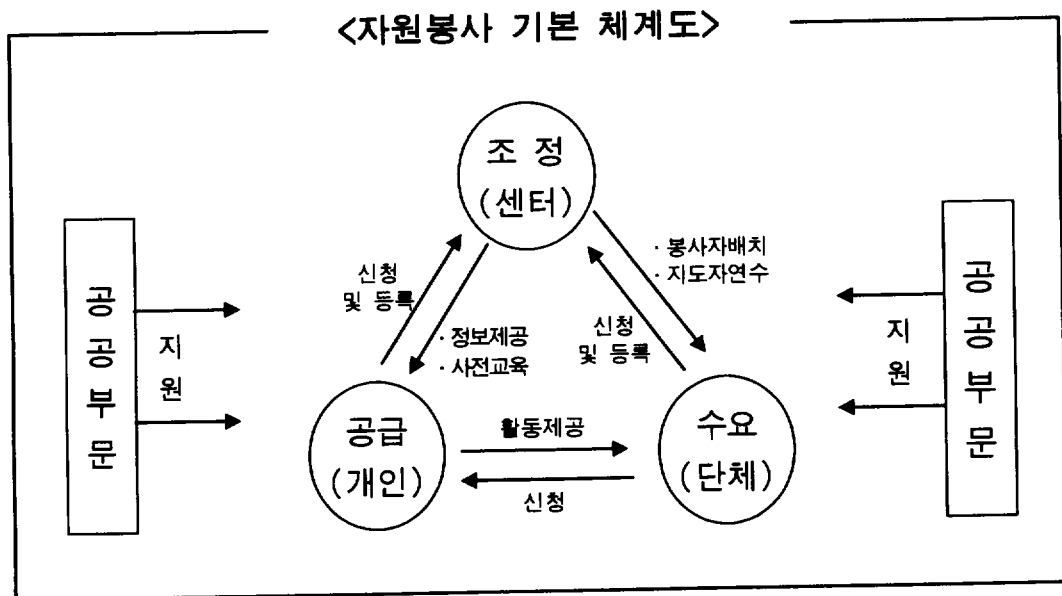 <자원봉사 기본 체계도>
조 정
(센터)
신청
및 등록
· 정보제공
· 사전교육
신청
및 등록
· 봉사자배치
· 지도자연수
공공부문
지원
공급
(개인)
활동제공
신청
수요
(단체)
지원
공공부문